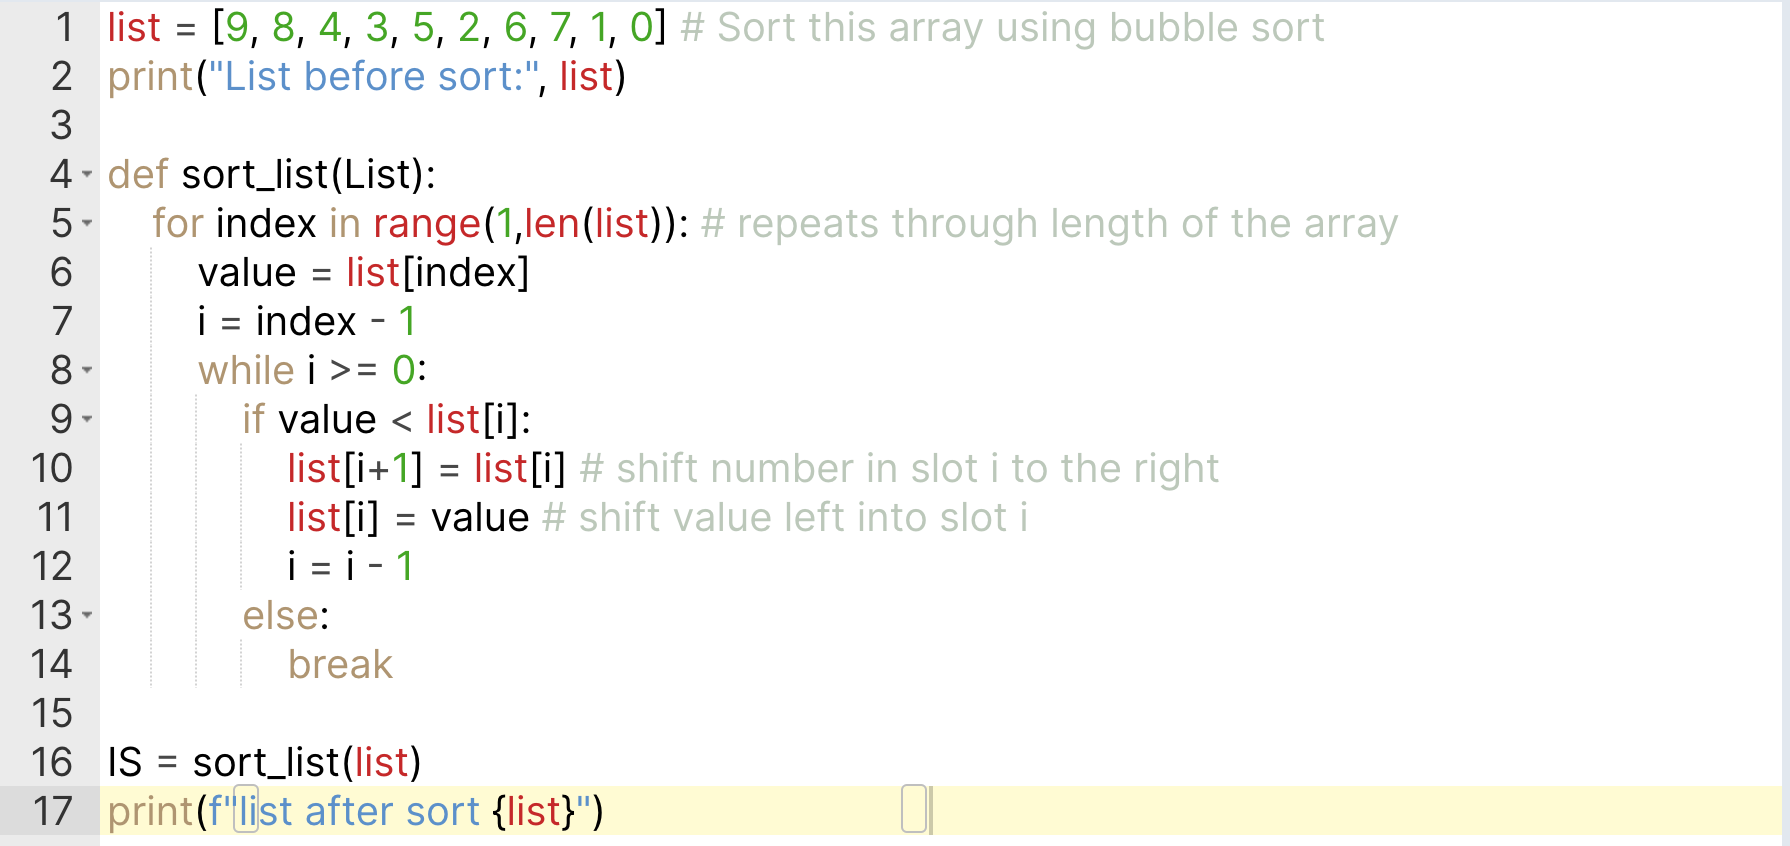 1 list = [9, 8, 4, 3, 5, 2, 6, 7, 1, 0] # Sort this array using bubble sort
2 print("List before sort:", list)
3
4 def sort_list(List):
5 for index in range(1,len(list)): # repeats through length of the array
6 value = list[index]
7 i = index - 1
8 while i >= 0:
9 if value < list[i]:
10 list[i+1] = list[i] # shift number in slot i to the right
11 list[i] = value # shift value left into slot i
12 i = i - 1
13 else:
14 break
15
16 IS = sort_list(list)
17 print(f"list after sort {list}")